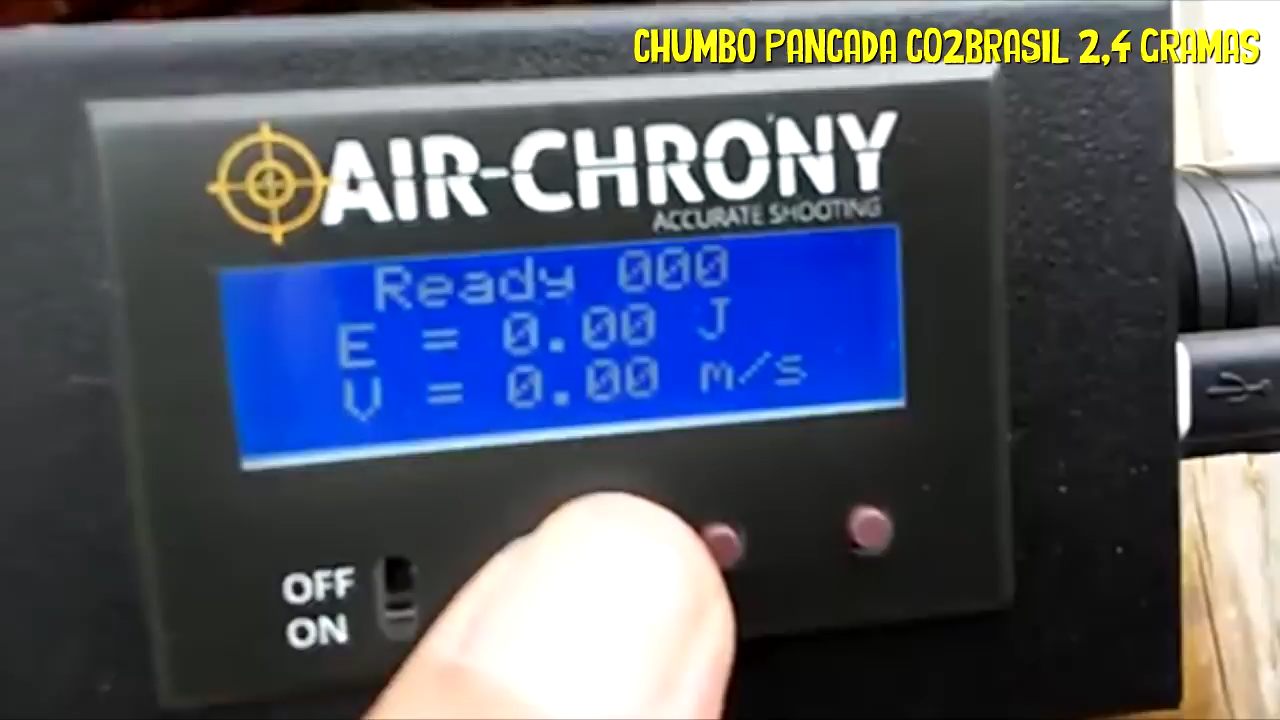 CHUMBO PANCADA CO2BRASIL 2,4 GRAMAS
AIR-CHRONY
ACCURATE SHOOTING
Ready 000
E = 0.00 J
V = 0.00 m/s
OFF
ON